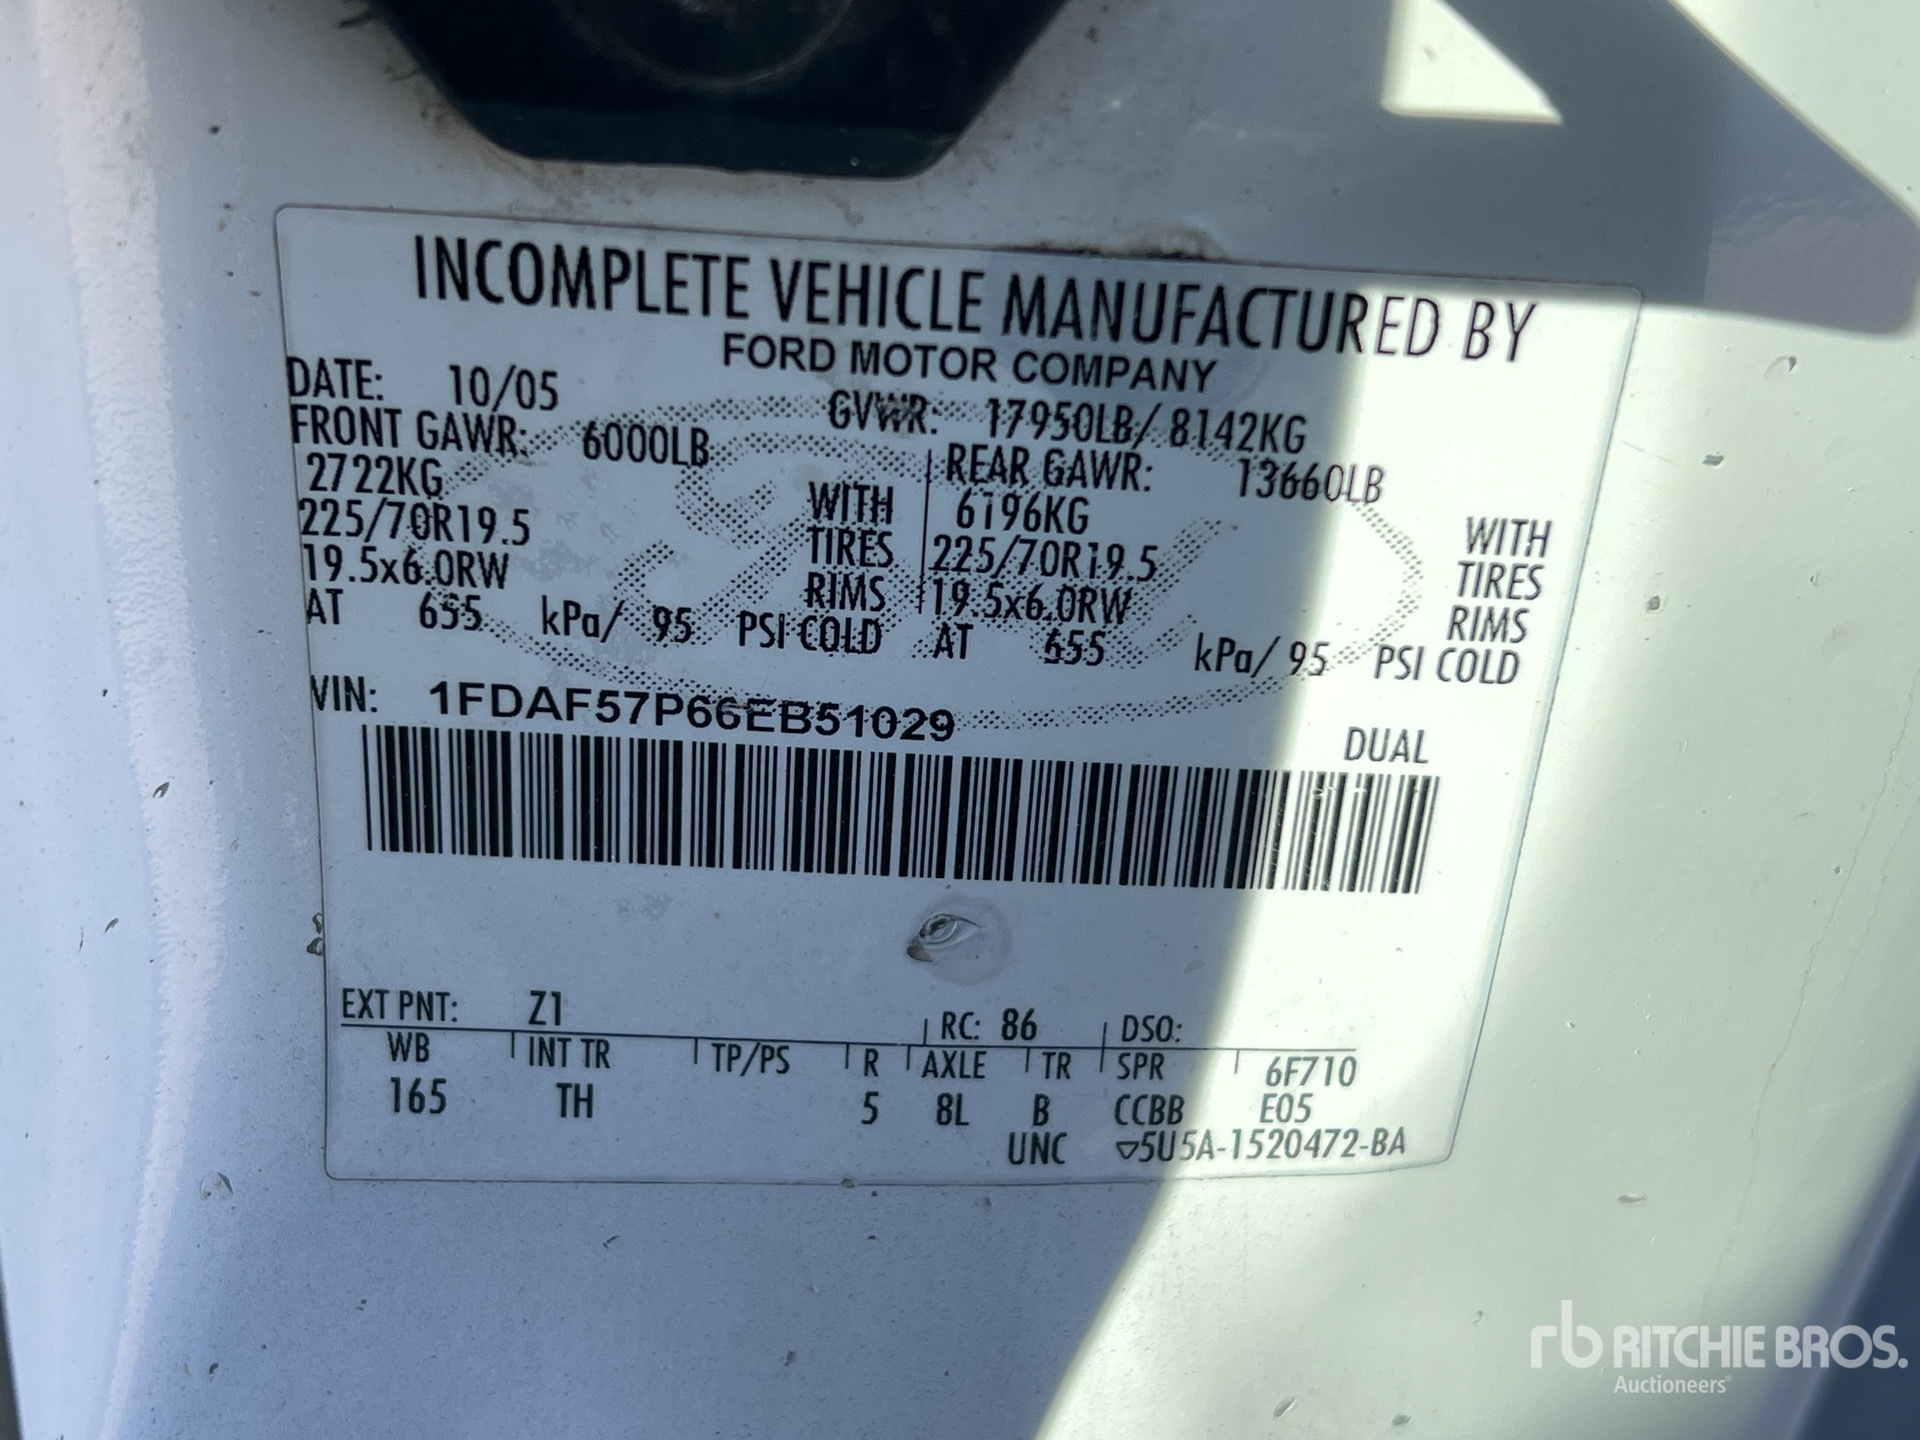 INCOMPLETE VEHICLE MANUFACTURED BY
FORD MOTOR COMPANY
DATE: 10/05 GVWR: 17950LB/ 8142KG
FRONT GAWR: 6000LB REAR GAWR: 13660LB
2722KG WITH 6196KG WITH
225/70R19.5 TIRES 225/70R19.5 TIRES
19.5x6.0RW RIMS 19.5x6.0RW RIMS
AT 655 kPa/ 95 PSI COLD AT 655 kPa/ 95 PSI COLD
VIN: 1FDAF57P66EB51029
DUAL
EXT PNT: Z1 RC: 86 DSO:
WB INT TR TP/PS R AXLE TR SPR 6F710
165 TH 5 8L B CCBB E05
UNC ▽5U5A-1520472-BA
rb RITCHIE BROS.
Auctioneers